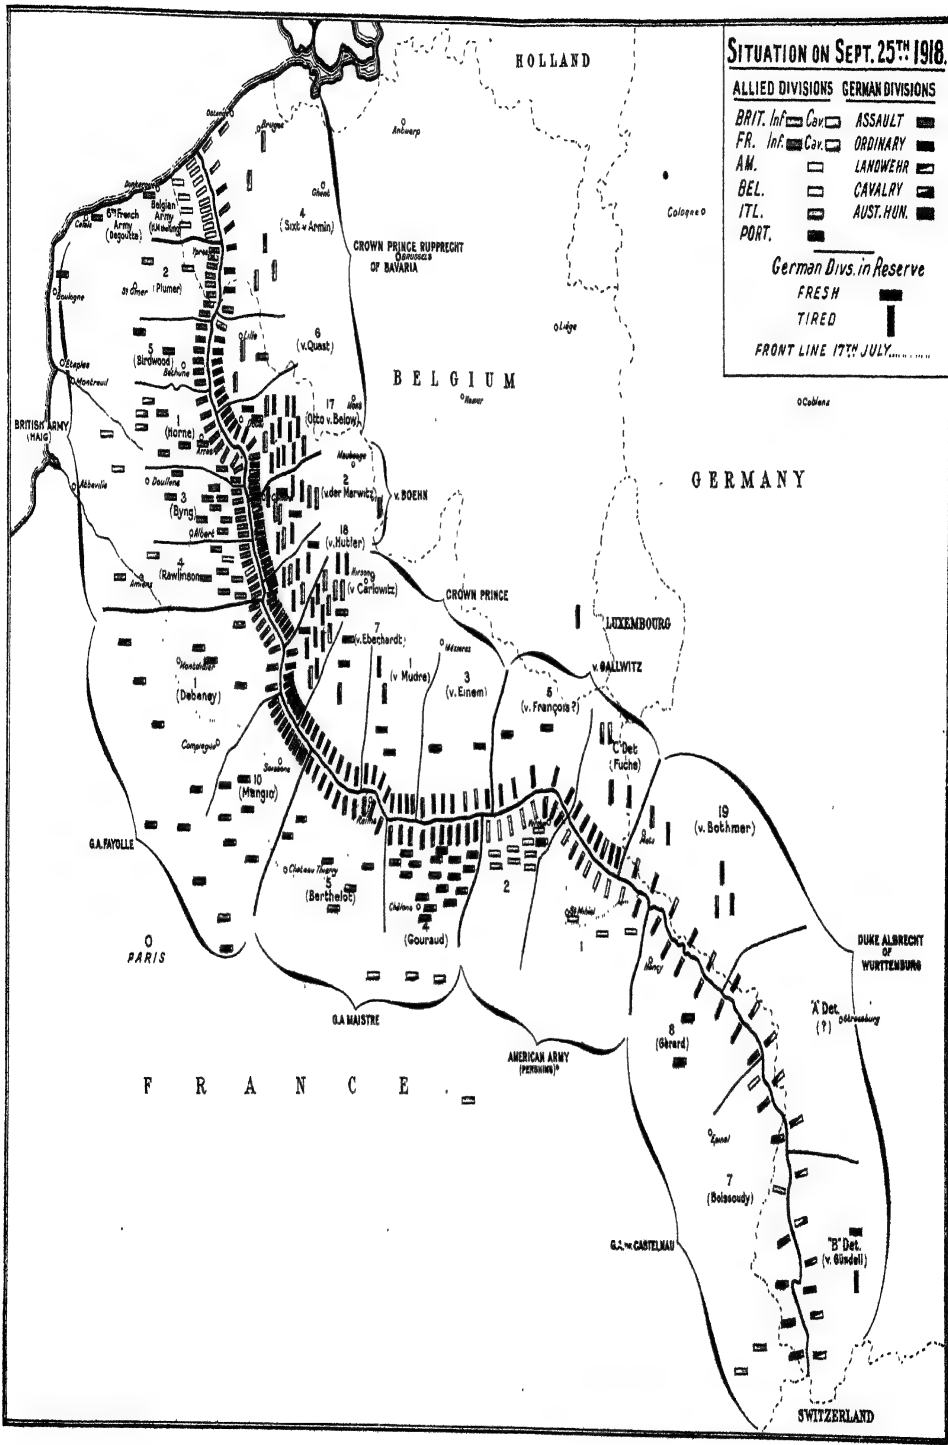 SITUATION ON SEPT. 25TH 1918.
ALLIED DIVISIONS GERMAN DIVISIONS
BRIT. Inf. Cav. ASSAULT
FR. Inf. Cav. ORDINARY
AM. LANDWEHR
BEL. CAVALRY
ITL. AUST. HUN.
PORT.
German Divs. in Reserve
FRESH
TIRED
FRONT LINE 17TH JULY
HOLLAND
Ostend
Bruges
Antwerp
Dunkerque
Ghent
Cologne
Calais
6th French
Army
(Degoutte)
Belgian
Army
4
(Sixt v Armin)
Ypres
CROWN PRINCE RUPPRECHT
OF BAVARIA
BRUSSELS
2
(Plumer)
St Omer
Boulogne
Liége
Lille
6
(v. Quast)
5
(Birdwood)
Bethune
Etaples
Montreuil
BELGIUM
Namur
Coblenz
17
(Otto v. Below)
Mons
BRITISH ARMY
(HAIG)
1
(Horne)
Arras
Maubeuge
GERMANY
Abbeville
Doullens
2
(v.der Marwitz)
v. BOEHN
3
(Byng)
Albert
18
(v. Hutier)
4
(Rawlinson)
Amiens
Hirson
9
(v Carlowitz)
CROWN PRINCE
LUXEMBOURG
7
(v. Eberhardt)
Mézeres
v. GALLWITZ
Montdidier
1
(Debeney)
1
(v Mudra)
3
(v. Einem)
5
(v. François?)
Compregne
"C" Det
(Fuchs)
Soissons
10
(Mangin)
Reims
19
(v. Bothmer)
Metz
G.A. FAYOLLE
Chateau Thierry
5
(Berthelot)
Châlons
4
(Gouraud)
2
St Mihiel
1
PARIS
Nancy
DUKE ALBRECHT
OF
WURTTEMBURG
G.A MAISTRE
8
(Gérard)
"A" Det.
(?)
Strassburg
AMERICAN ARMY
(PERSHING)
FRANCE
Epinal
7
(Boissoudy)
G.A. DE CASTELNAU
"B" Det.
(v. Gündell)
SWITZERLAND